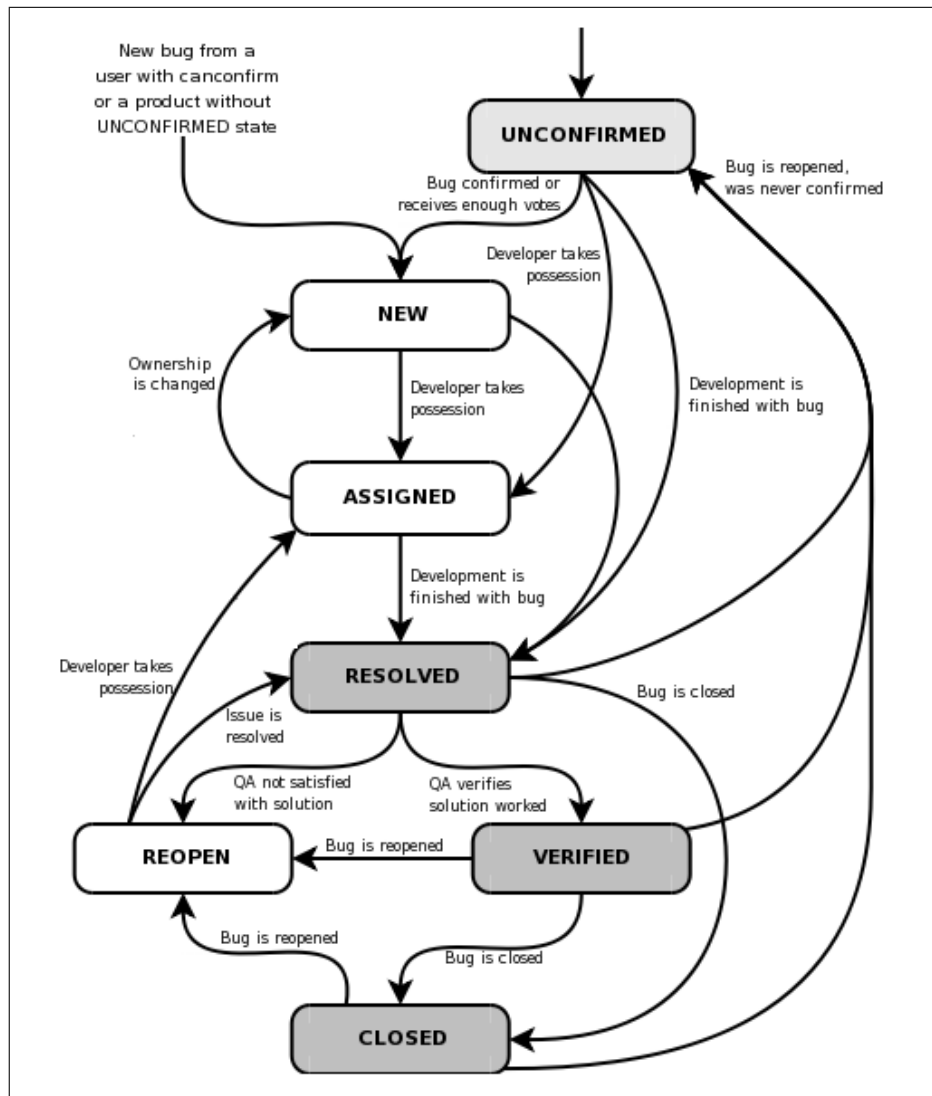 New bug from a
user with canconfirm
or a product without
UNCONFIRMED state
UNCONFIRMED
Bug is reopened,
was never confirmed
Bug confirmed or
receives enough votes
Developer takes
possession
NEW
Ownership
is changed
Developer takes
possession
Development is
finished with bug
ASSIGNED
Development is
finished with bug
Developer takes
possession
RESOLVED
Bug is closed
Issue is
resolved
QA not satisfied
with solution
QA verifies
solution worked
REOPEN
Bug is reopened
VERIFIED
Bug is reopened
Bug is closed
CLOSED